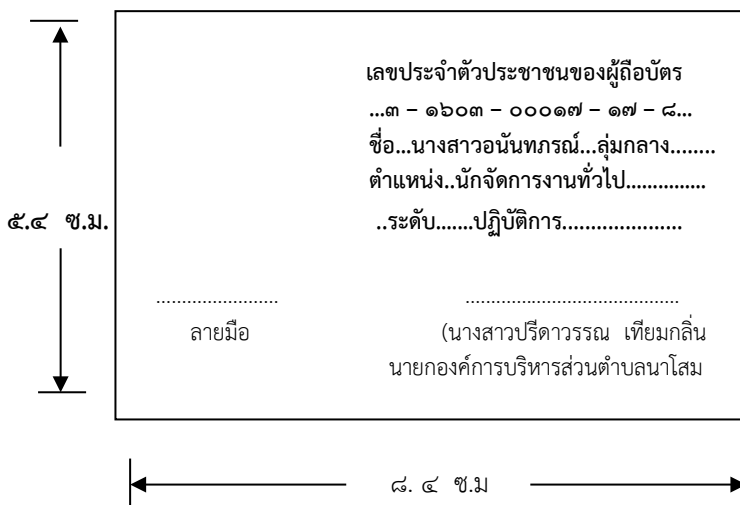 เลขประจำตัวประชาชนของผู้ถือบัตร
...๓ – ๑๖๐๓ – ๐๐๐๑๗ – ๑๗ – ๘...
ชื่อ...นางสาวอนันทภรณ์...ลุ่มกลาง........
ตำแหน่ง..นักจัดการงานทั่วไป...............
๕.๔ ซ.ม.
..ระดับ.......ปฏิบัติการ.....................
........................ ..........................................
ลายมือ (นางสาวปรีดาวรรณ เทียมกลิ่น
นายกองค์การบริหารส่วนตำบลนาโสม
๘. ๔ ซ.ม